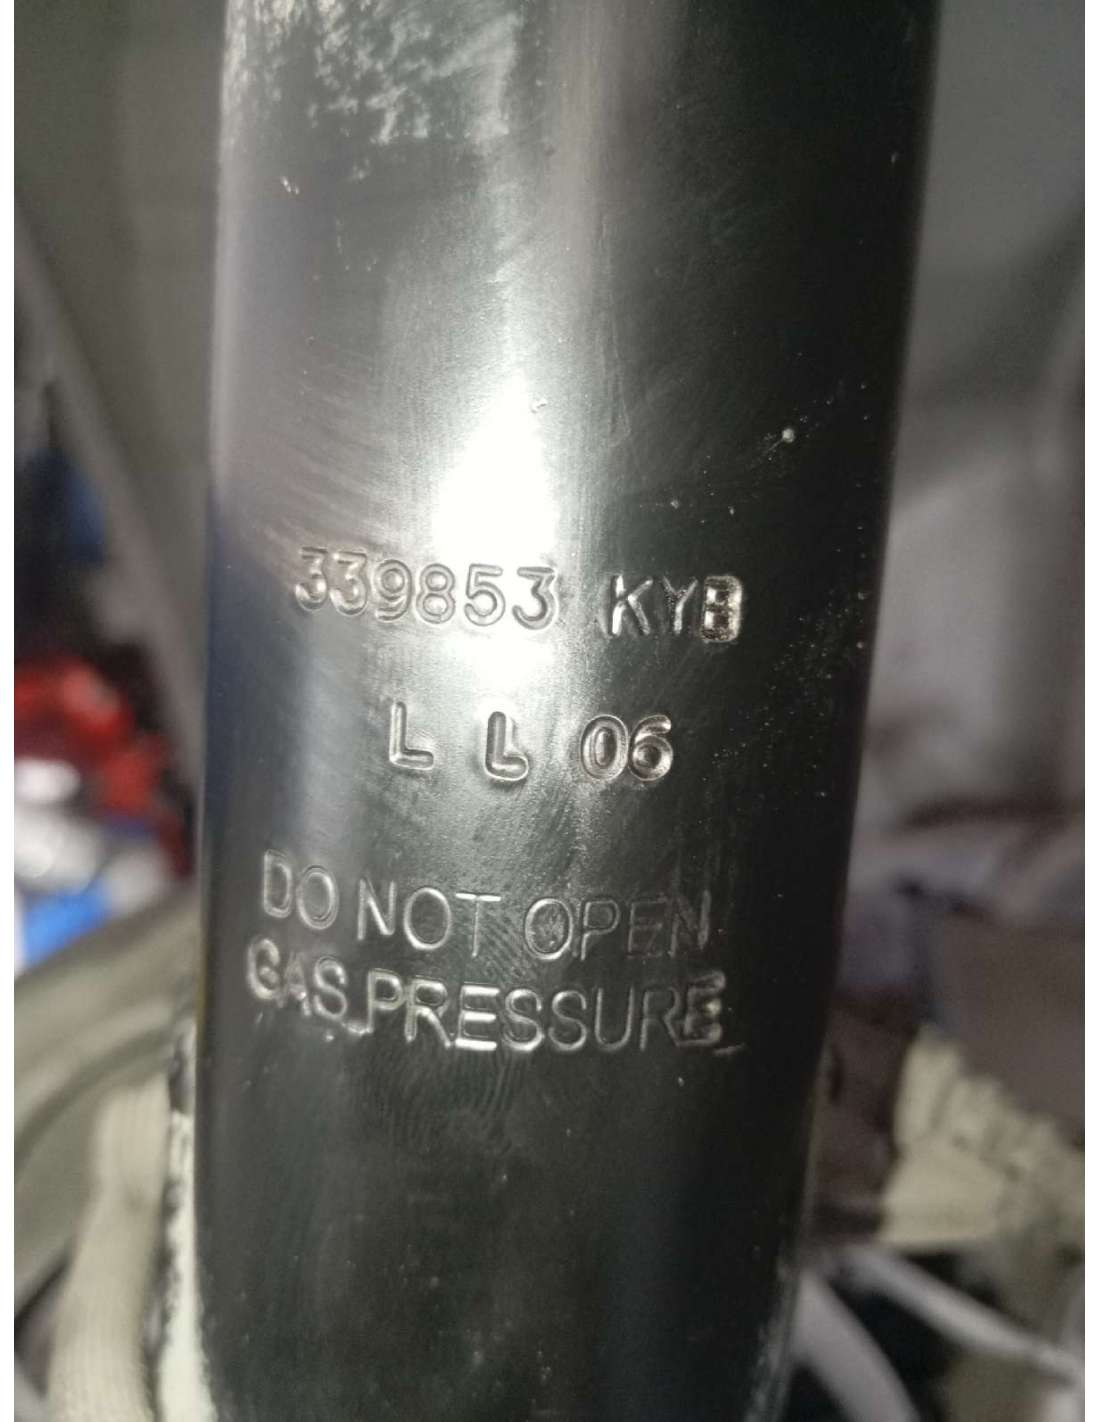 339853 KYB
L L 06
DO NOT OPEN
GAS PRESSURE